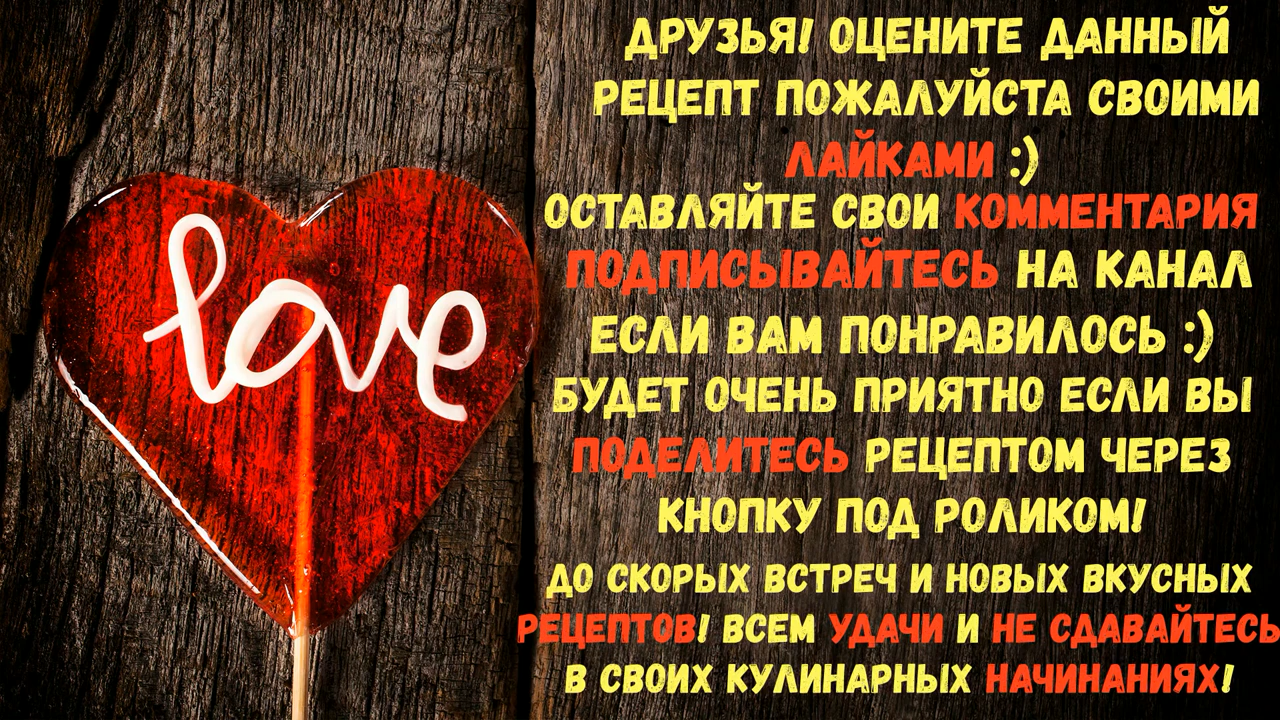 love
ДРУЗЬЯ! ОЦЕНИТЕ ДАННЫЙ
РЕЦЕПТ ПОЖАЛУЙСТА СВОИМИ
ЛАЙКАМИ :)
ОСТАВЛЯЙТЕ СВОИ КОММЕНТАРИЯ
ПОДПИСЫВАЙТЕСЬ НА КАНАЛ
ЕСЛИ ВАМ ПОНРАВИЛОСЬ :)
БУДЕТ ОЧЕНЬ ПРИЯТНО ЕСЛИ ВЫ
ПОДЕЛИТЕСЬ РЕЦЕПТОМ ЧЕРЕЗ
КНОПКУ ПОД РОЛИКОМ!
ДО СКОРЫХ ВСТРЕЧ И НОВЫХ ВКУСНЫХ
РЕЦЕПТОВ! ВСЕМ УДАЧИ И НЕ СДАВАЙТЕСЬ
В СВОИХ КУЛИНАРНЫХ НАЧИНАНИЯХ!